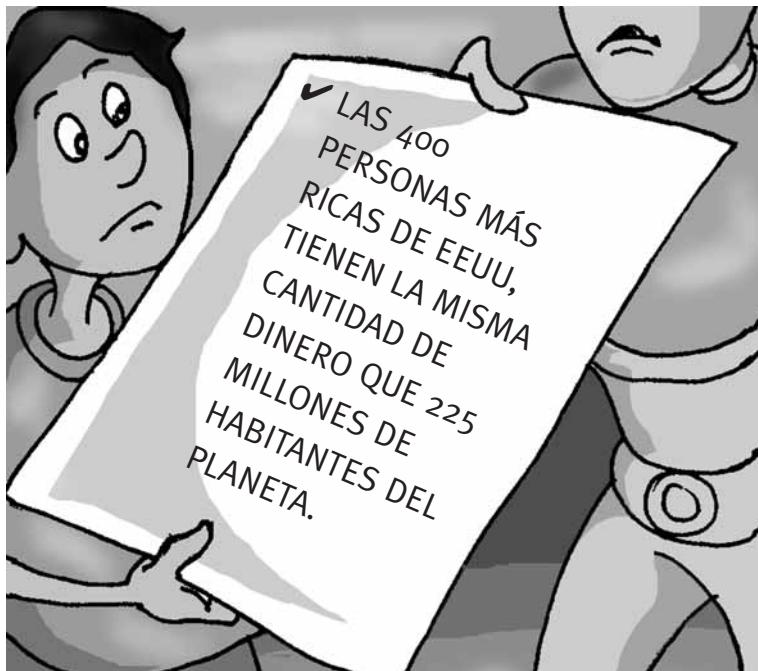 ✔ LAS 400
PERSONAS MÁS
RICAS DE EEUU,
TIENEN LA MISMA
CANTIDAD DE
DINERO QUE 225
MILLONES DE
HABITANTES DEL
PLANETA.